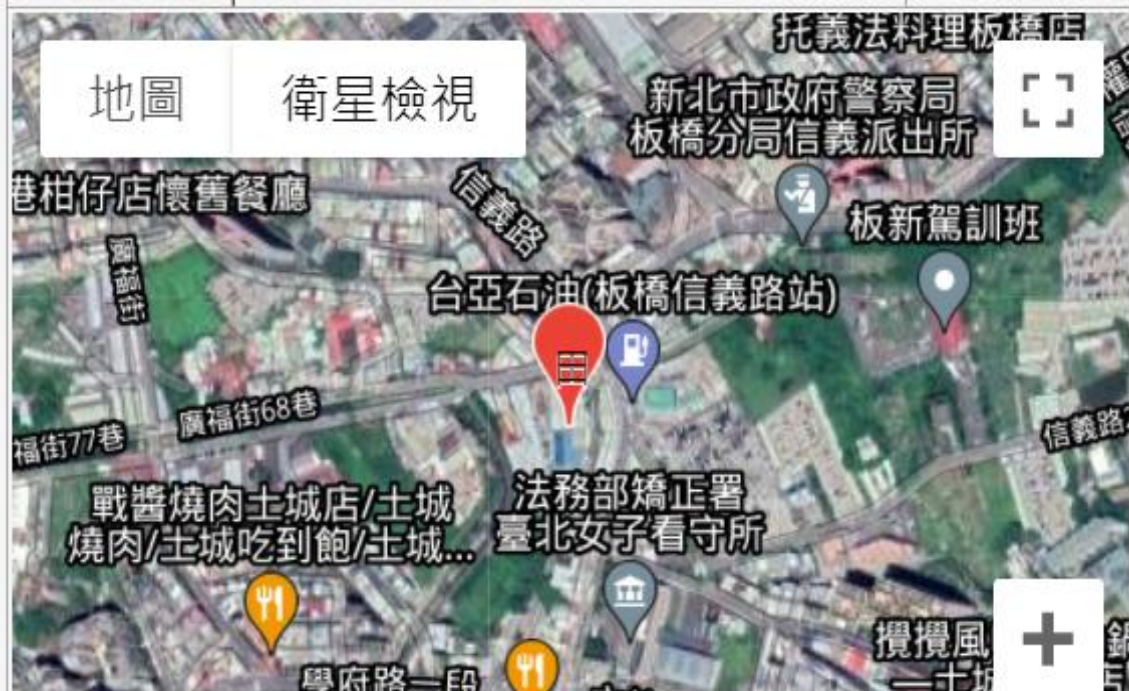 托義法料理板橋店
地圖
衛星檢視
新北市政府警察局
板橋分局信義派出所
港柑仔店懷舊餐廳
信義路
板新駕訓班
廣福街
台亞石油(板橋信義路站)
廣福街68巷
福街77巷
信義路
戰醬燒肉土城店/土城
燒肉/土城吃到飽/土城...
法務部矯正署
臺北女子看守所
攪攪風
學府路一段